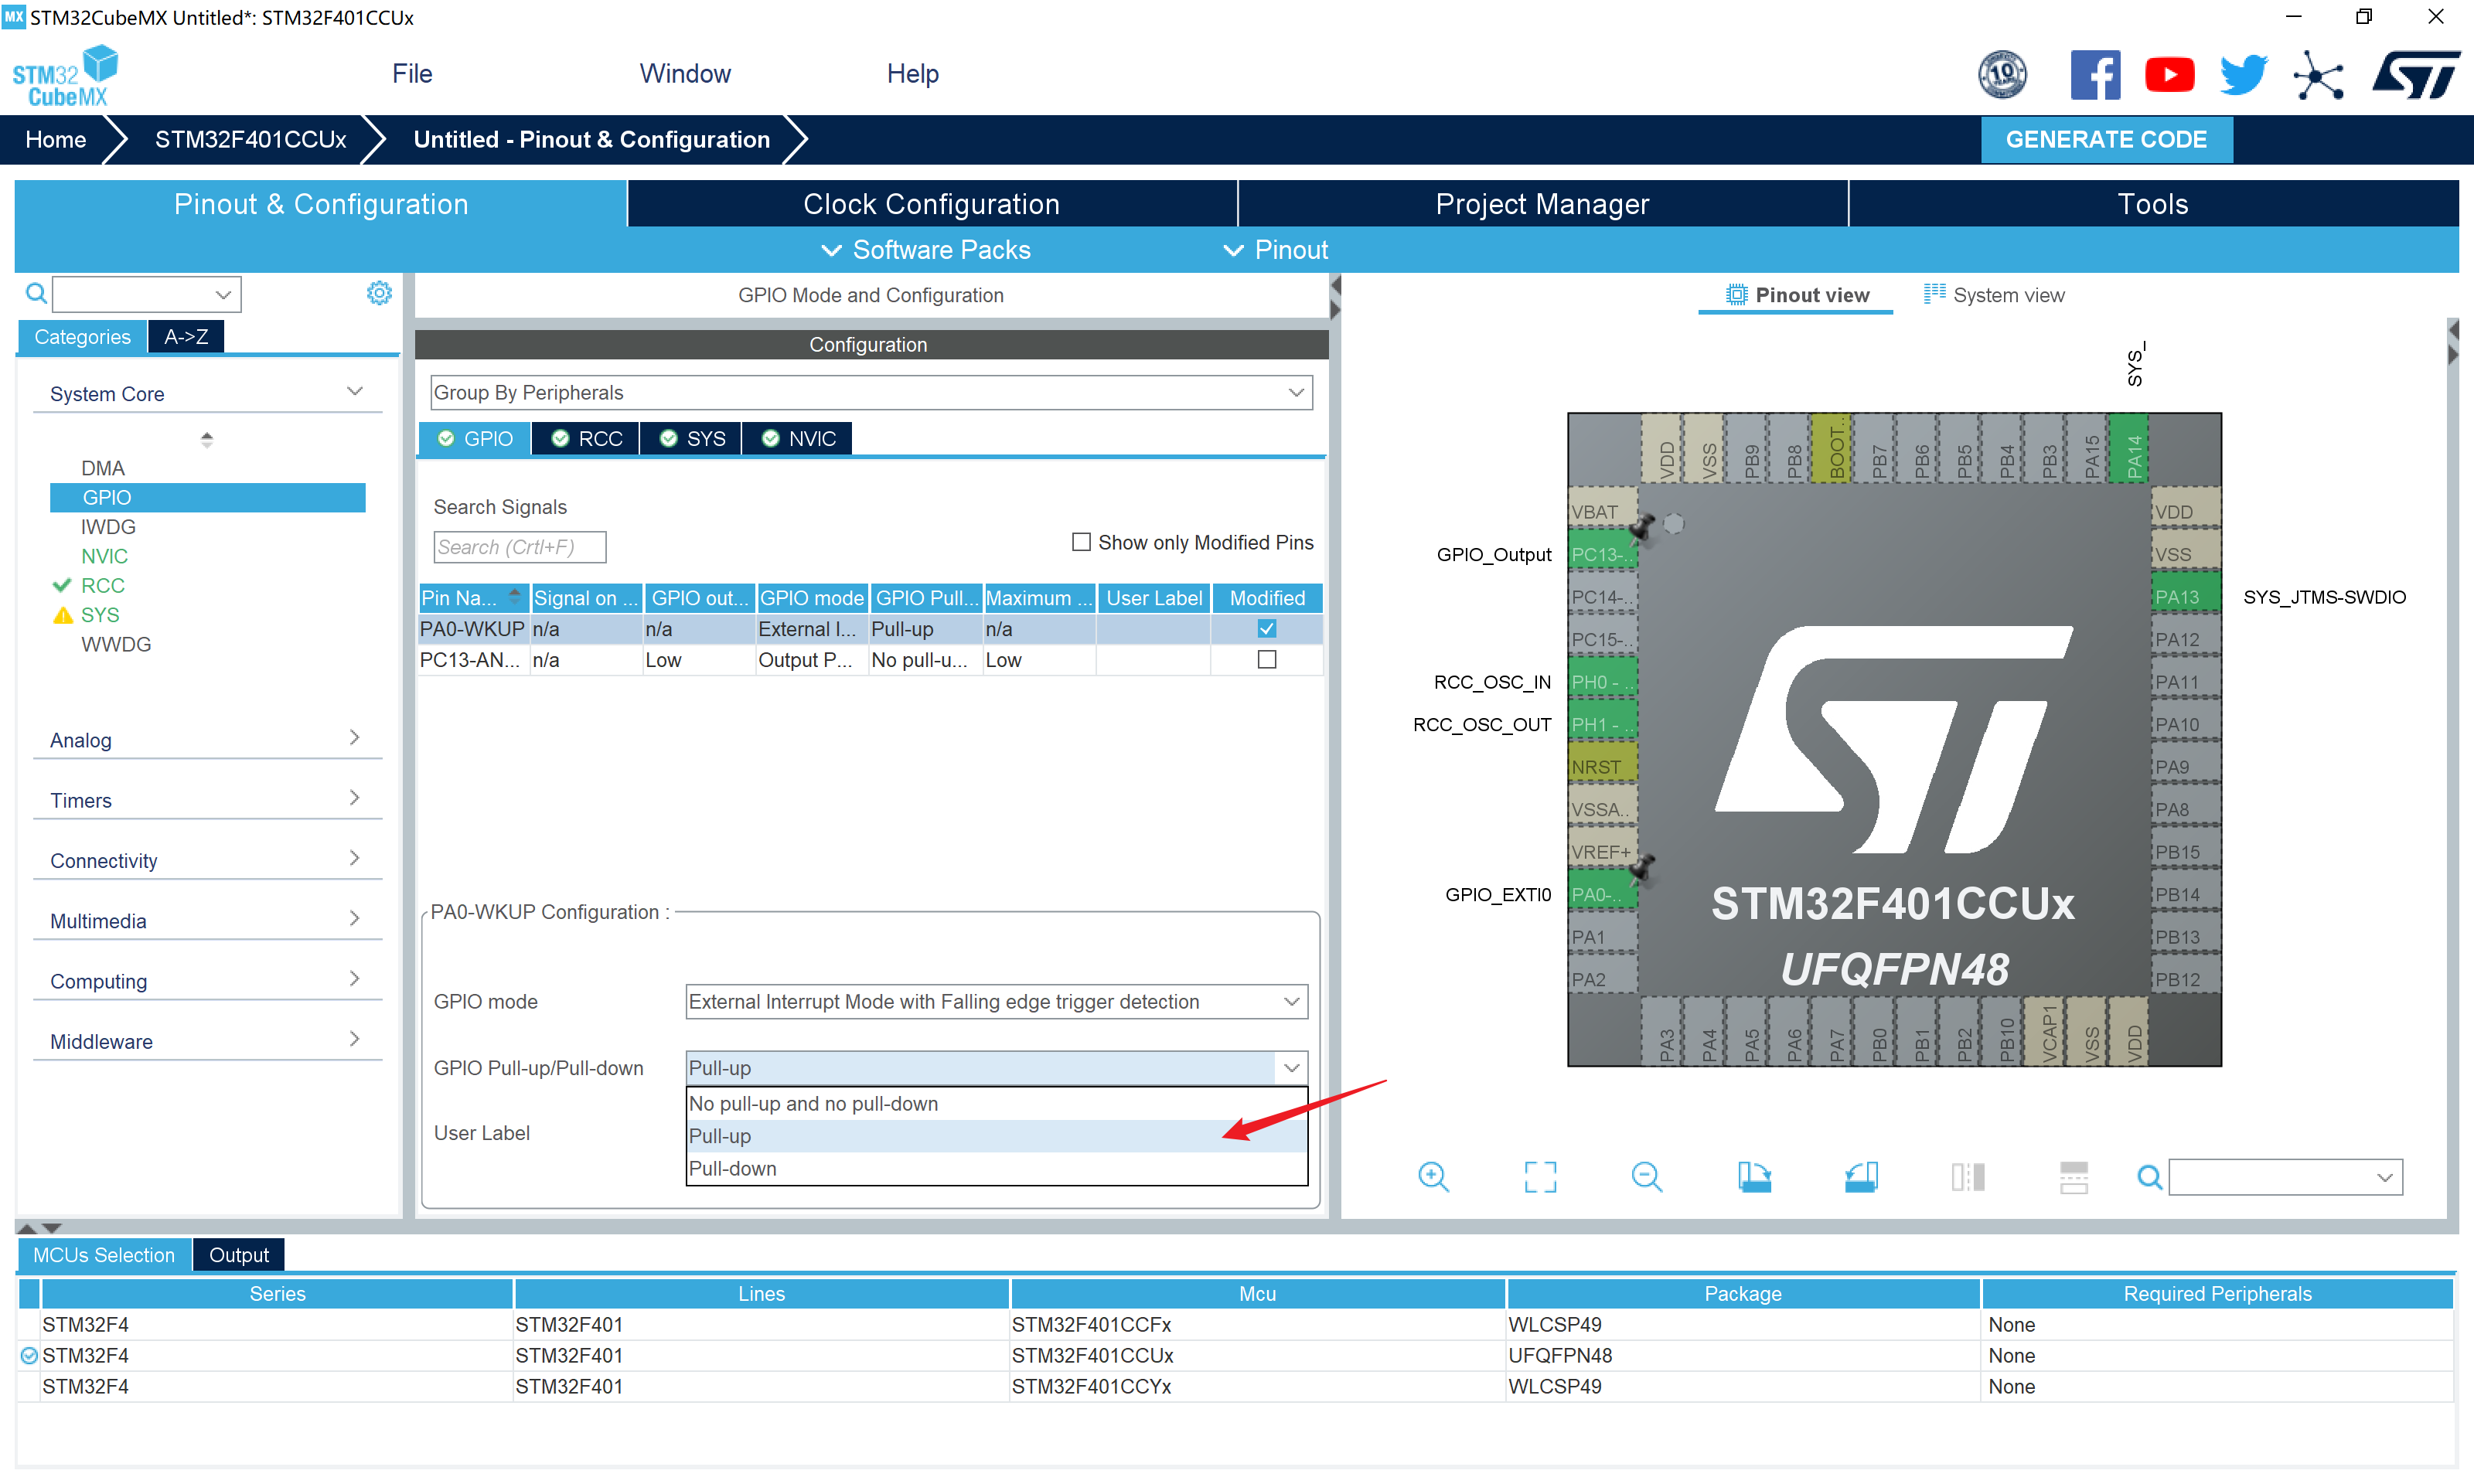 MX STM32CubeMX Untitled*: STM32F401CCUx
STM32 CubeMX
File Window Help
10
Home STM32F401CCUx Untitled - Pinout & Configuration GENERATE CODE
Pinout & Configuration Clock Configuration Project Manager Tools
Software Packs Pinout
GPIO Mode and Configuration
Pinout view System view
Categories A->Z
Configuration
System Core
Group By Peripherals
GPIO RCC SYS NVIC
DMA
GPIO
IWDG
NVIC
RCC
SYS
WWDG
Analog
Timers
Connectivity
Multimedia
Computing
Middleware
Search Signals
Search (Crtl+F)
Show only Modified Pins
Pin Na... Signal on ... GPIO out... GPIO mode GPIO Pull... Maximum ... User Label Modified
PA0-WKUP n/a n/a External I... Pull-up n/a
PC13-AN... n/a Low Output P... No pull-u... Low
PA0-WKUP Configuration :
GPIO mode External Interrupt Mode with Falling edge trigger detection
GPIO Pull-up/Pull-down Pull-up
No pull-up and no pull-down
User Label
Pull-up
Pull-down
SYS_
VDD VSS PB9 PB8 BOOT.. PB7 PB6 PB5 PB4 PB3 PA15 PA14
VBAT
GPIO_Output PC13-..
PC14-..
PC15-..
RCC_OSC_IN PH0 - ..
RCC_OSC_OUT PH1 - ..
NRST
VSSA..
VREF+
GPIO_EXTI0 PA0-..
PA1
PA2
VDD
VSS
PA13 SYS_JTMS-SWDIO
PA12
PA11
PA10
PA9
PA8
PB15
PB14
PB13
PB12
STM32F401CCUx
UFQFPN48
PA3 PA4 PA5 PA6 PA7 PB0 PB1 PB2 PB10 VCAP1 VSS VDD
MCUs Selection Output
Series Lines Mcu Package Required Peripherals
STM32F4 STM32F401 STM32F401CCFx WLCSP49 None
STM32F4 STM32F401 STM32F401CCUx UFQFPN48 None
STM32F4 STM32F401 STM32F401CCYx WLCSP49 None